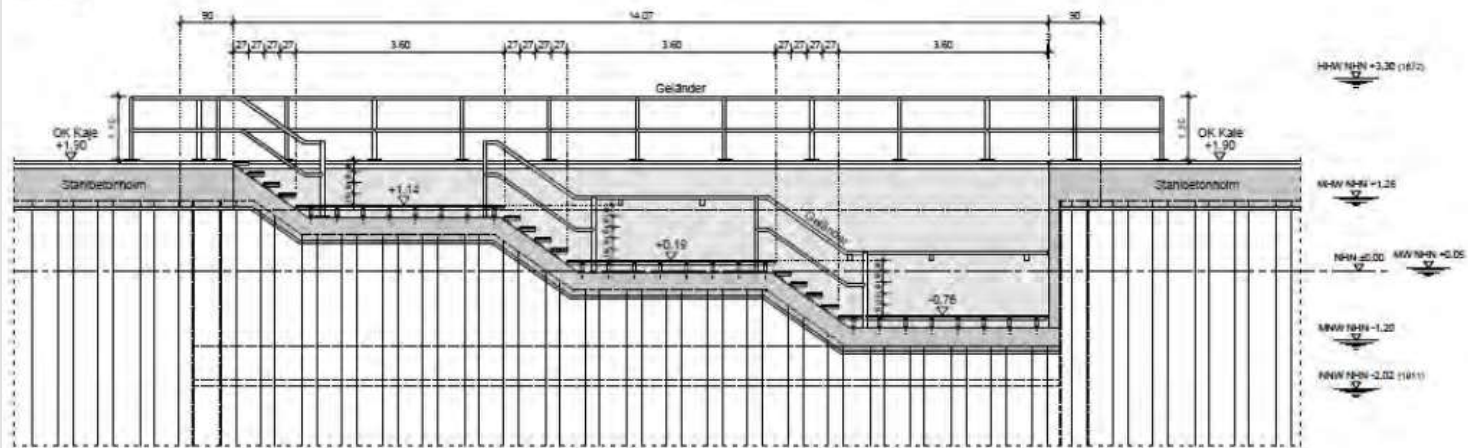 90
14.07
90
27 27 27 27
3.60
27 27 27 27
3.60
27 27 27 27
3.60
HHW NHN +3,30 (1872)
Geländer
OK Kaje
+1.90
OK Kaje
+1.90
Stahlbetonholm
+1,14
Stahlbetonholm
MHW NHN +1,26
Geländer
+0,19
NHN ±0.00
MW NHN +0,05
-0,76
MNW NHN -1,20
NNW NHN -2,02 (1911)